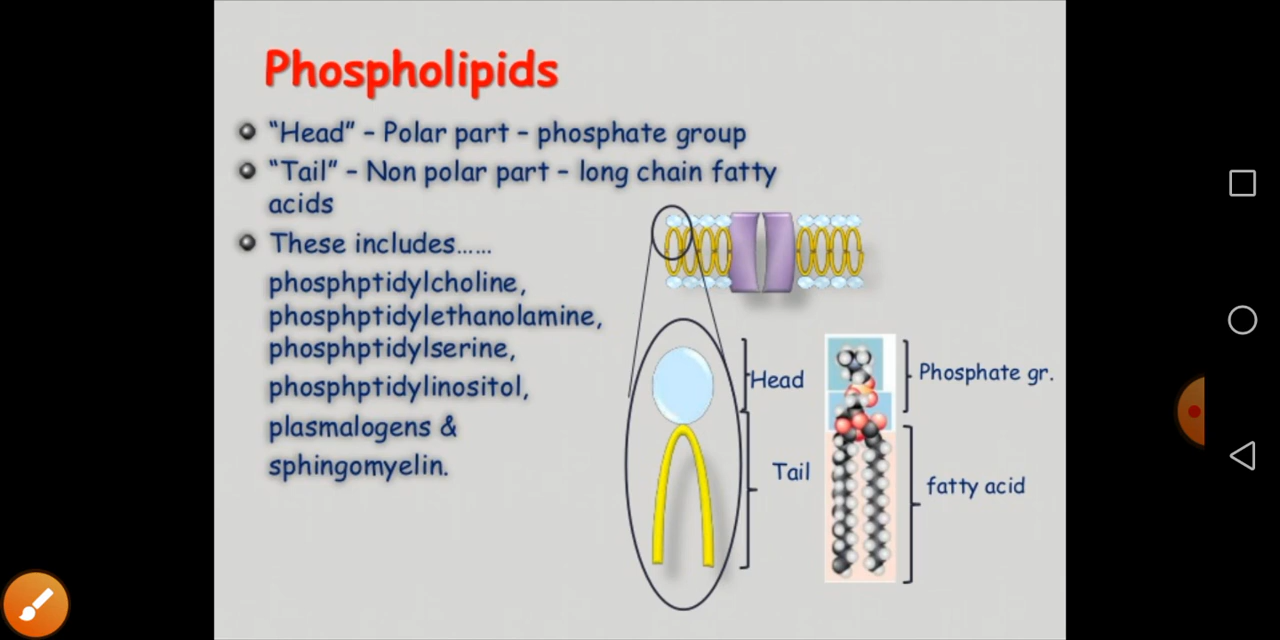 Phospholipids
“Head” – Polar part – phosphate group
“Tail” – Non polar part – long chain fatty
acids
These includes......
phosphptidylcholine,
phosphptidylethanolamine,
phosphptidylserine,
phosphptidylinositol,
plasmalogens &
sphingomyelin.
Head
Phosphate gr.
Tail
fatty acid